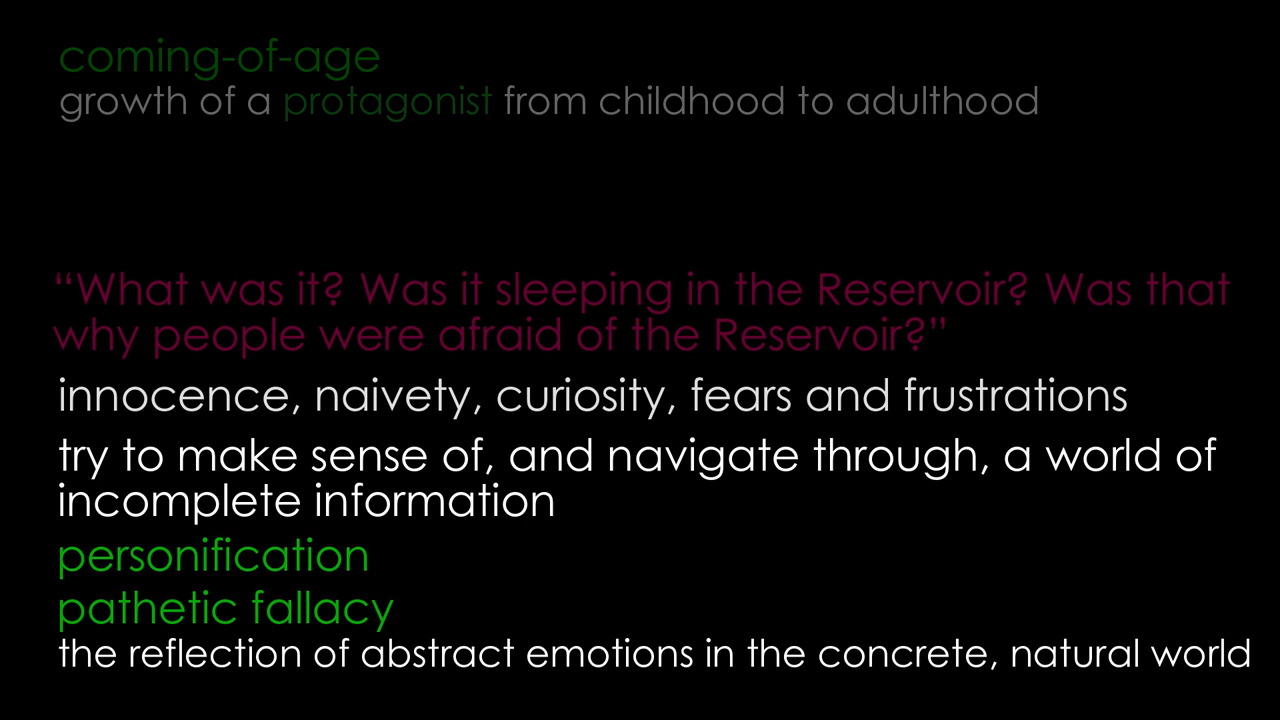 coming-of-age
growth of a protagonist from childhood to adulthood
“What was it? Was it sleeping in the Reservoir? Was that
why people were afraid of the Reservoir?”
innocence, naivety, curiosity, fears and frustrations
try to make sense of, and navigate through, a world of
incomplete information
personification
pathetic fallacy
the reflection of abstract emotions in the concrete, natural world